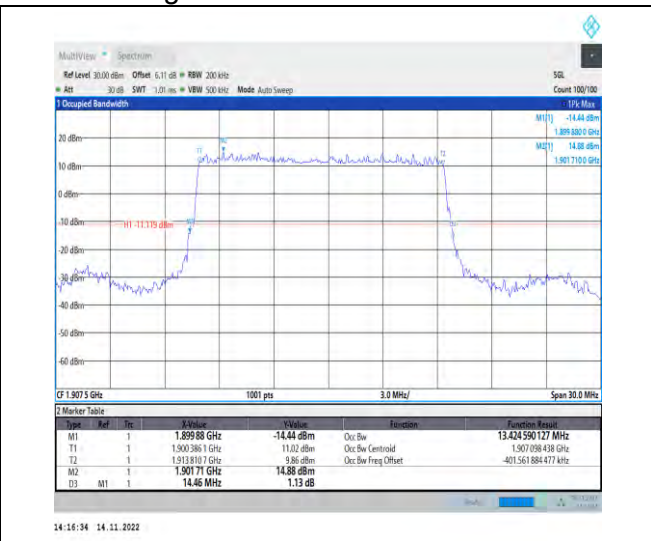 MultiView Spectrum
Ref Level 30.00 dBm Offset 6.11 dB RBW 200 kHz SGL
Att 30 dB SWT 1.01 ms VBW 500 kHz Mode Auto Sweep Count 100/100
1 Occupied Bandwidth 1Pk Max
M1[1] -14.44 dBm
1.899 880 0 GHz
M2[1] 14.88 dBm
1.901 710 0 GHz
20 dBm
T1 M2 T2
10 dBm
0 dBm
-10 dBm
H1 -11.119 dBm
-20 dBm
-30 dBm
-40 dBm
-50 dBm
-60 dBm
CF 1.907 5 GHz 1001 pts 3.0 MHz/ Span 30.0 MHz
2 Marker Table
Type Ref Trc X-Value Y-Value Function Function Result
M1 1 1.899 88 GHz -14.44 dBm Occ Bw 13.424 590 127 MHz
T1 1 1.900 386 1 GHz 11.02 dBm Occ Bw Centroid 1.907 098 438 GHz
T2 1 1.913 810 7 GHz 9.86 dBm Occ Bw Freq Offset -401.561 884 477 kHz
M2 1 1.901 71 GHz 14.88 dBm
D3 M1 1 14.46 MHz 1.13 dB
14:16:34 14.11.2022